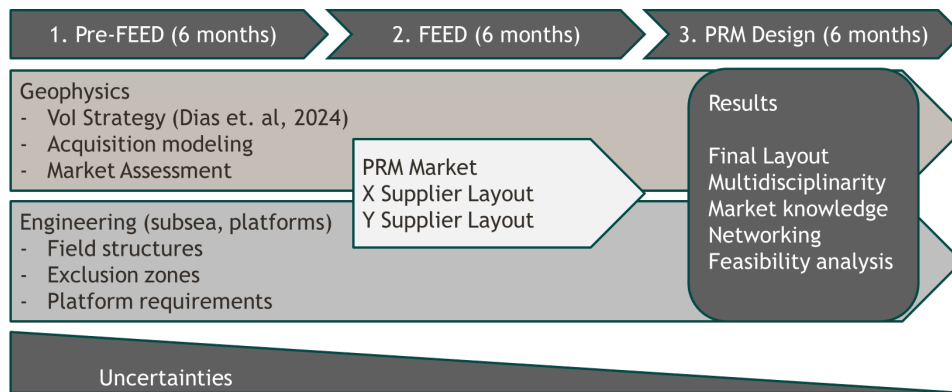 1. Pre-FEED (6 months)
2. FEED (6 months)
3. PRM Design (6 months)
Geophysics
- VoI Strategy (Dias et. al, 2024)
- Acquisition modeling
- Market Assessment
PRM Market
X Supplier Layout
Y Supplier Layout
Engineering (subsea, platforms)
- Field structures
- Exclusion zones
- Platform requirements
Results
Final Layout
Multidisciplinarity
Market knowledge
Networking
Feasibility analysis
Uncertainties